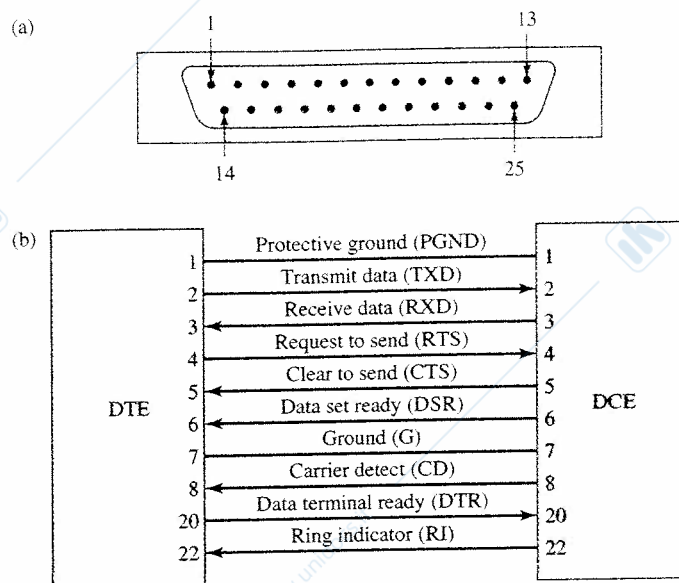 (a)
1 13
14 25
(b)
Protective ground (PGND)
1 1
Transmit data (TXD)
2 2
Receive data (RXD)
3 3
Request to send (RTS)
4 4
Clear to send (CTS)
5 5
Data set ready (DSR)
DTE DCE
6 6
Ground (G)
7 7
Carrier detect (CD)
8 8
Data terminal ready (DTR)
20 20
Ring indicator (RI)
22 22